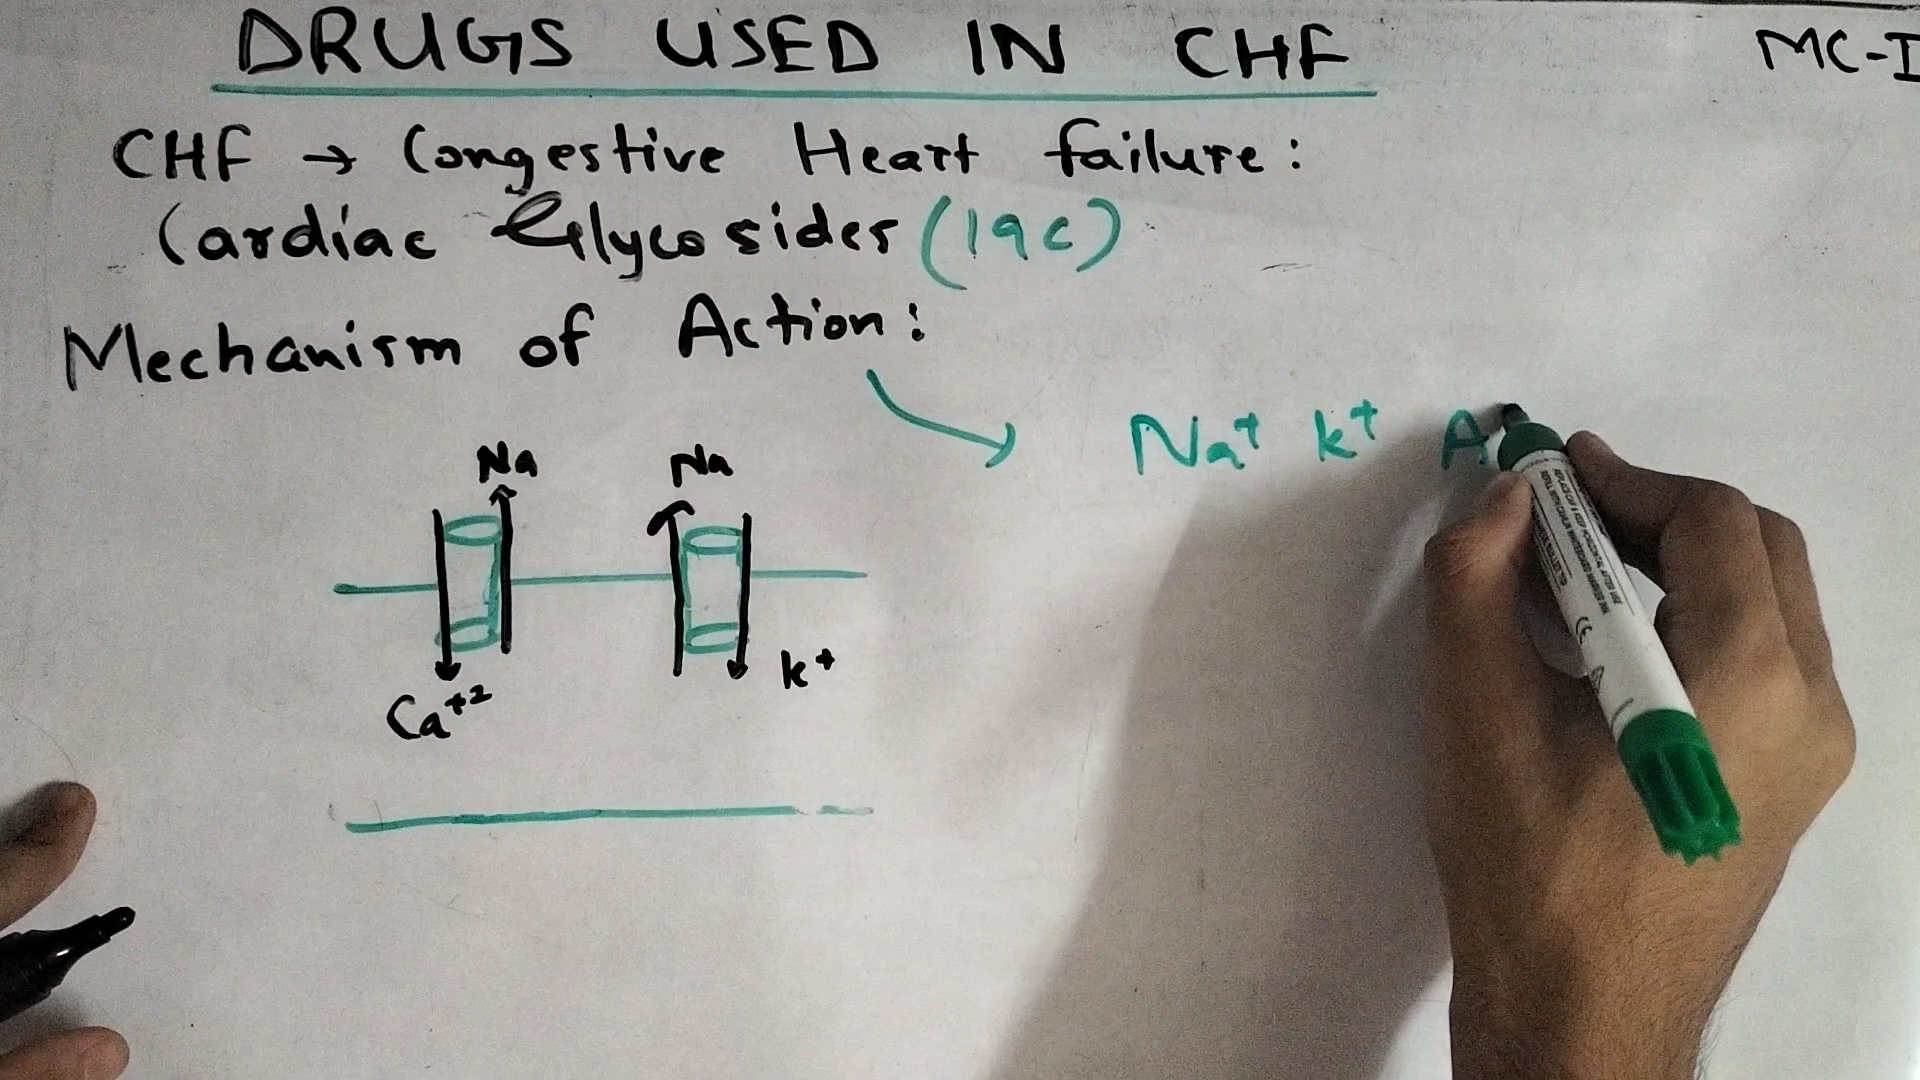 DRUGS USED IN CHF
MC-I
CHF → Congestive Heart failure:
Cardiac Glycosides (19c)
Mechanism of Action:
Na+ k+ A
Na Na
Ca+2 k+